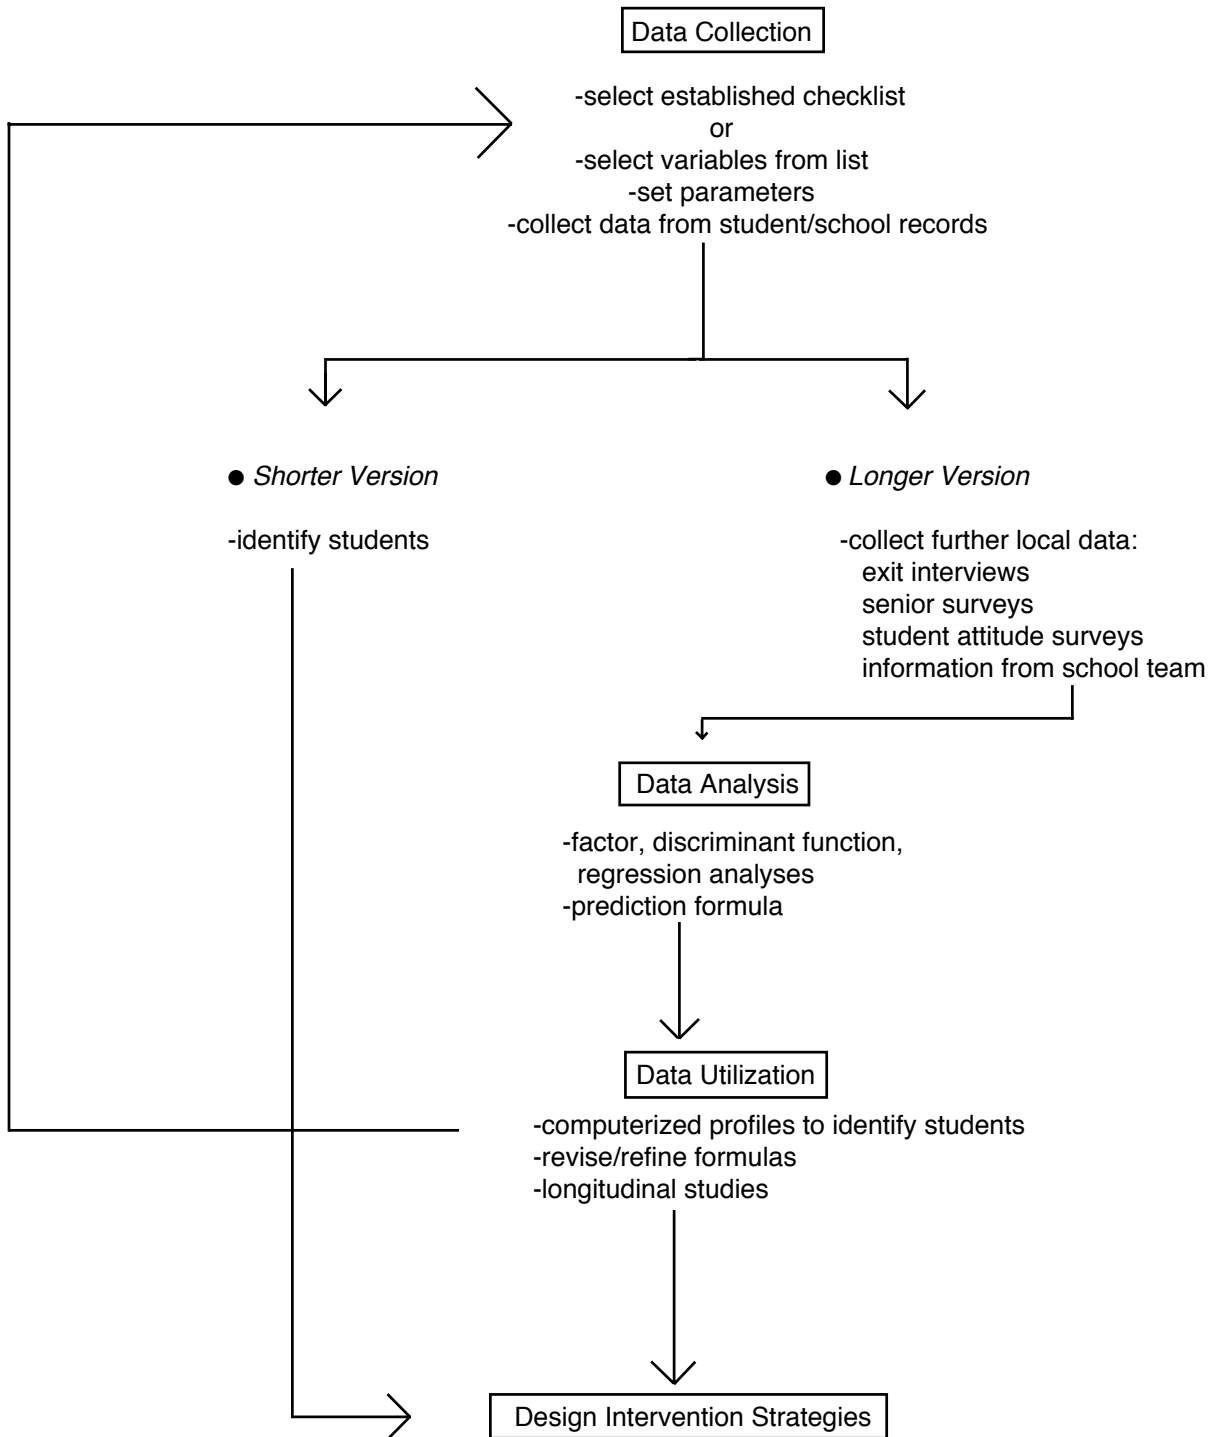 Data Collection
-select established checklist
or
-select variables from list
-set parameters
-collect data from student/school records
● Shorter Version
-identify students
● Longer Version
-collect further local data:
exit interviews
senior surveys
student attitude surveys
information from school team
Data Analysis
-factor, discriminant function,
regression analyses
-prediction formula
Data Utilization
-computerized profiles to identify students
-revise/refine formulas
-longitudinal studies
Design Intervention Strategies